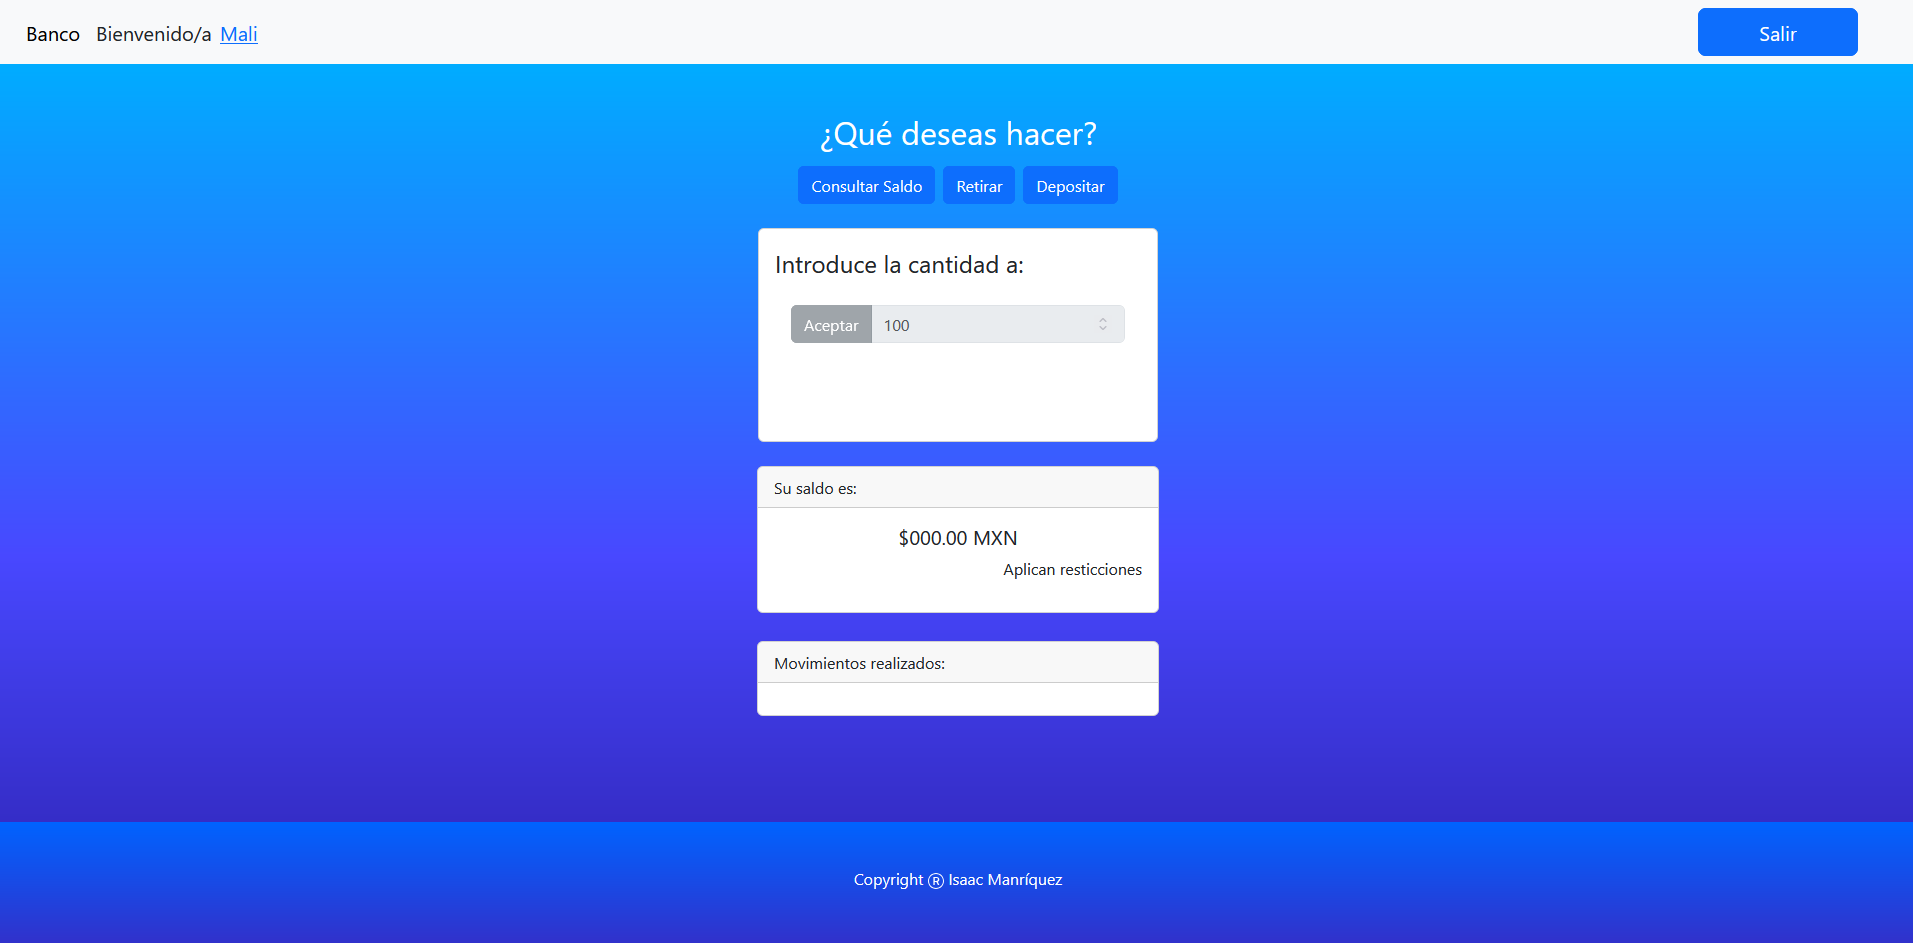 Banco Bienvenido/a Mali
Salir
¿Qué deseas hacer?
Consultar Saldo
Retirar
Depositar
Introduce la cantidad a:
Aceptar 100
Su saldo es:
$000.00 MXN
Aplican resticciones
Movimientos realizados:
Copyright ® Isaac Manríquez